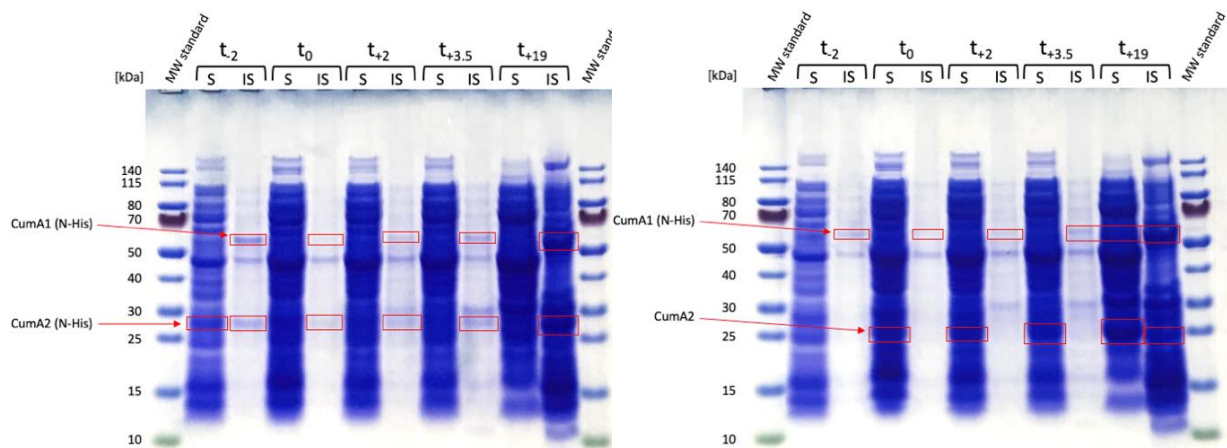 MW standard t-2 t0 t+2 t+3.5 t+19 MW standard
[kDa] S IS S IS S IS S IS S IS
140
115
80
70
CumA1 (N-His)
50
40
30
CumA2 (N-His)
25
15
10
MW standard t-2 t0 t+2 t+3.5 t+19 MW standard
[kDa] S IS S IS S IS S IS S IS
140
115
80
70
CumA1 (N-His)
50
40
30
CumA2
25
15
10